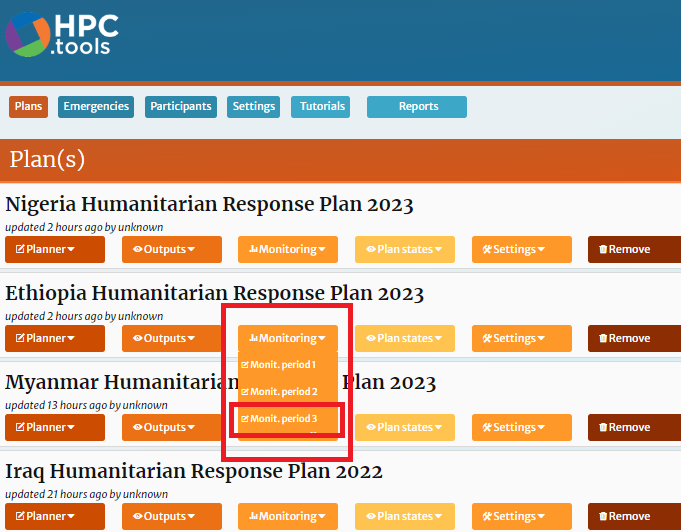 HPC
.tools
Plans Emergencies Participants Settings Tutorials Reports
Plan(s)
Nigeria Humanitarian Response Plan 2023
updated 2 hours ago by unknown
Planner Outputs Monitoring Plan states Settings Remove
Ethiopia Humanitarian Response Plan 2023
updated 2 hours ago by unknown
Planner Outputs Monitoring Plan states Settings Remove
Monit. period 1
Monit. period 2
Monit. period 3
Myanmar Humanitarian Plan 2023
updated 13 hours ago by unknown
Planner Outputs Plan states Settings Remove
Iraq Humanitarian Response Plan 2022
updated 21 hours ago by unknown
Planner Outputs Monitoring Plan states Settings Remove